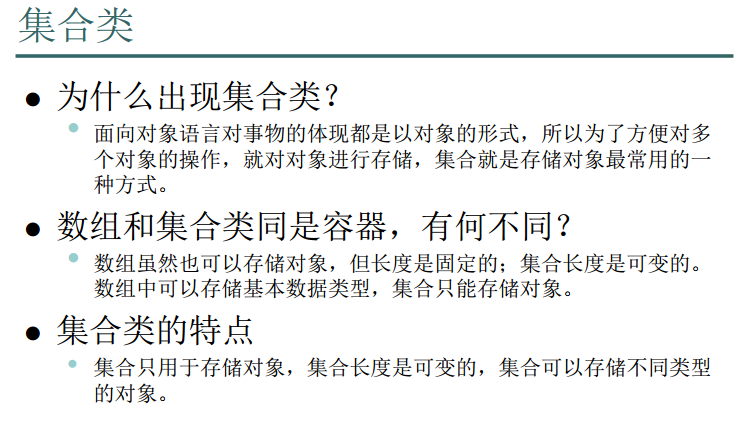 集合类
为什么出现集合类？
面向对象语言对事物的体现都是以对象的形式，所以为了方便对多
个对象的操作，就对对象进行存储，集合就是存储对象最常用的一
种方式。
数组和集合类同是容器，有何不同？
数组虽然也可以存储对象，但长度是固定的；集合长度是可变的。
数组中可以存储基本数据类型，集合只能存储对象。
集合类的特点
集合只用于存储对象，集合长度是可变的，集合可以存储不同类型
的对象。